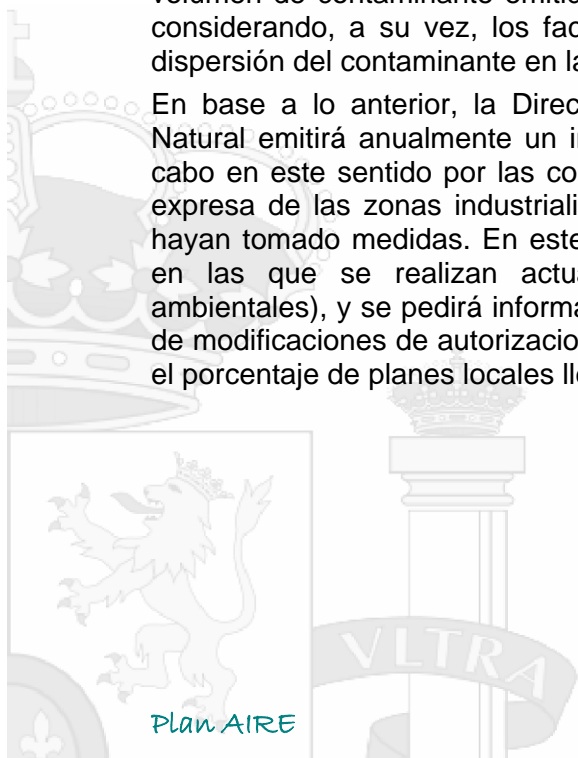 volumen de contaminante emitic
considerando, a su vez, los fac
dispersión del contaminante en la
En base a lo anterior, la Direc
Natural emitirá anualmente un i
cabo en este sentido por las co
expresa de las zonas industriali
hayan tomado medidas. En este
en las que se realizan actua
ambientales), y se pedirá informa
de modificaciones de autorizacio
el porcentaje de planes locales lle
VLTRA
Plan AIRE